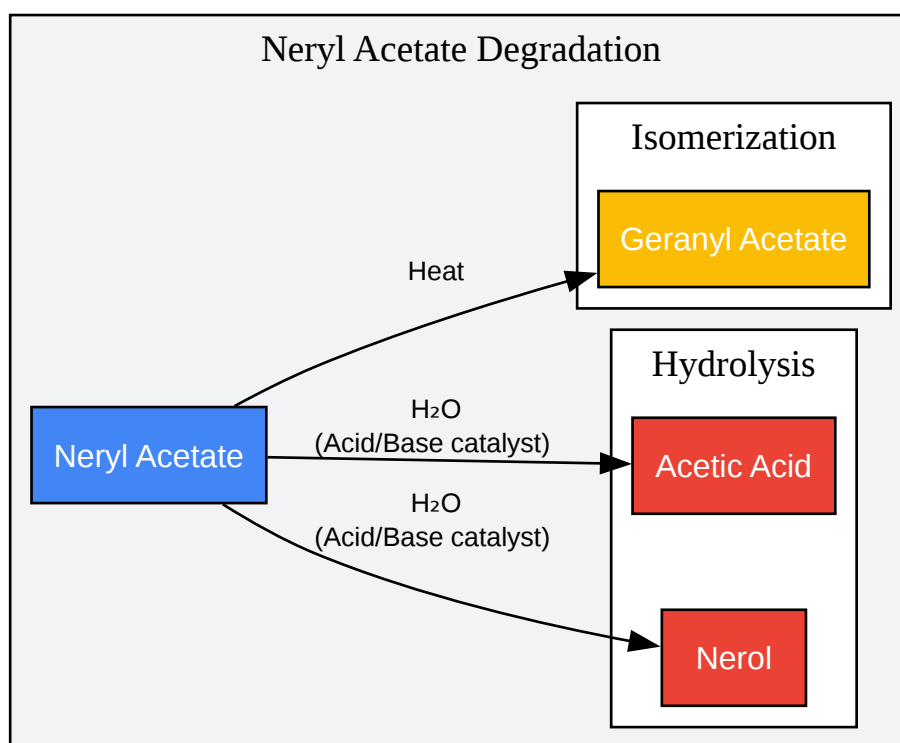 Neryl Acetate Degradation
Isomerization
Geranyl Acetate
Heat
Hydrolysis
H₂O
(Acid/Base catalyst)
Neryl Acetate
Acetic Acid
H₂O
(Acid/Base catalyst)
Nerol